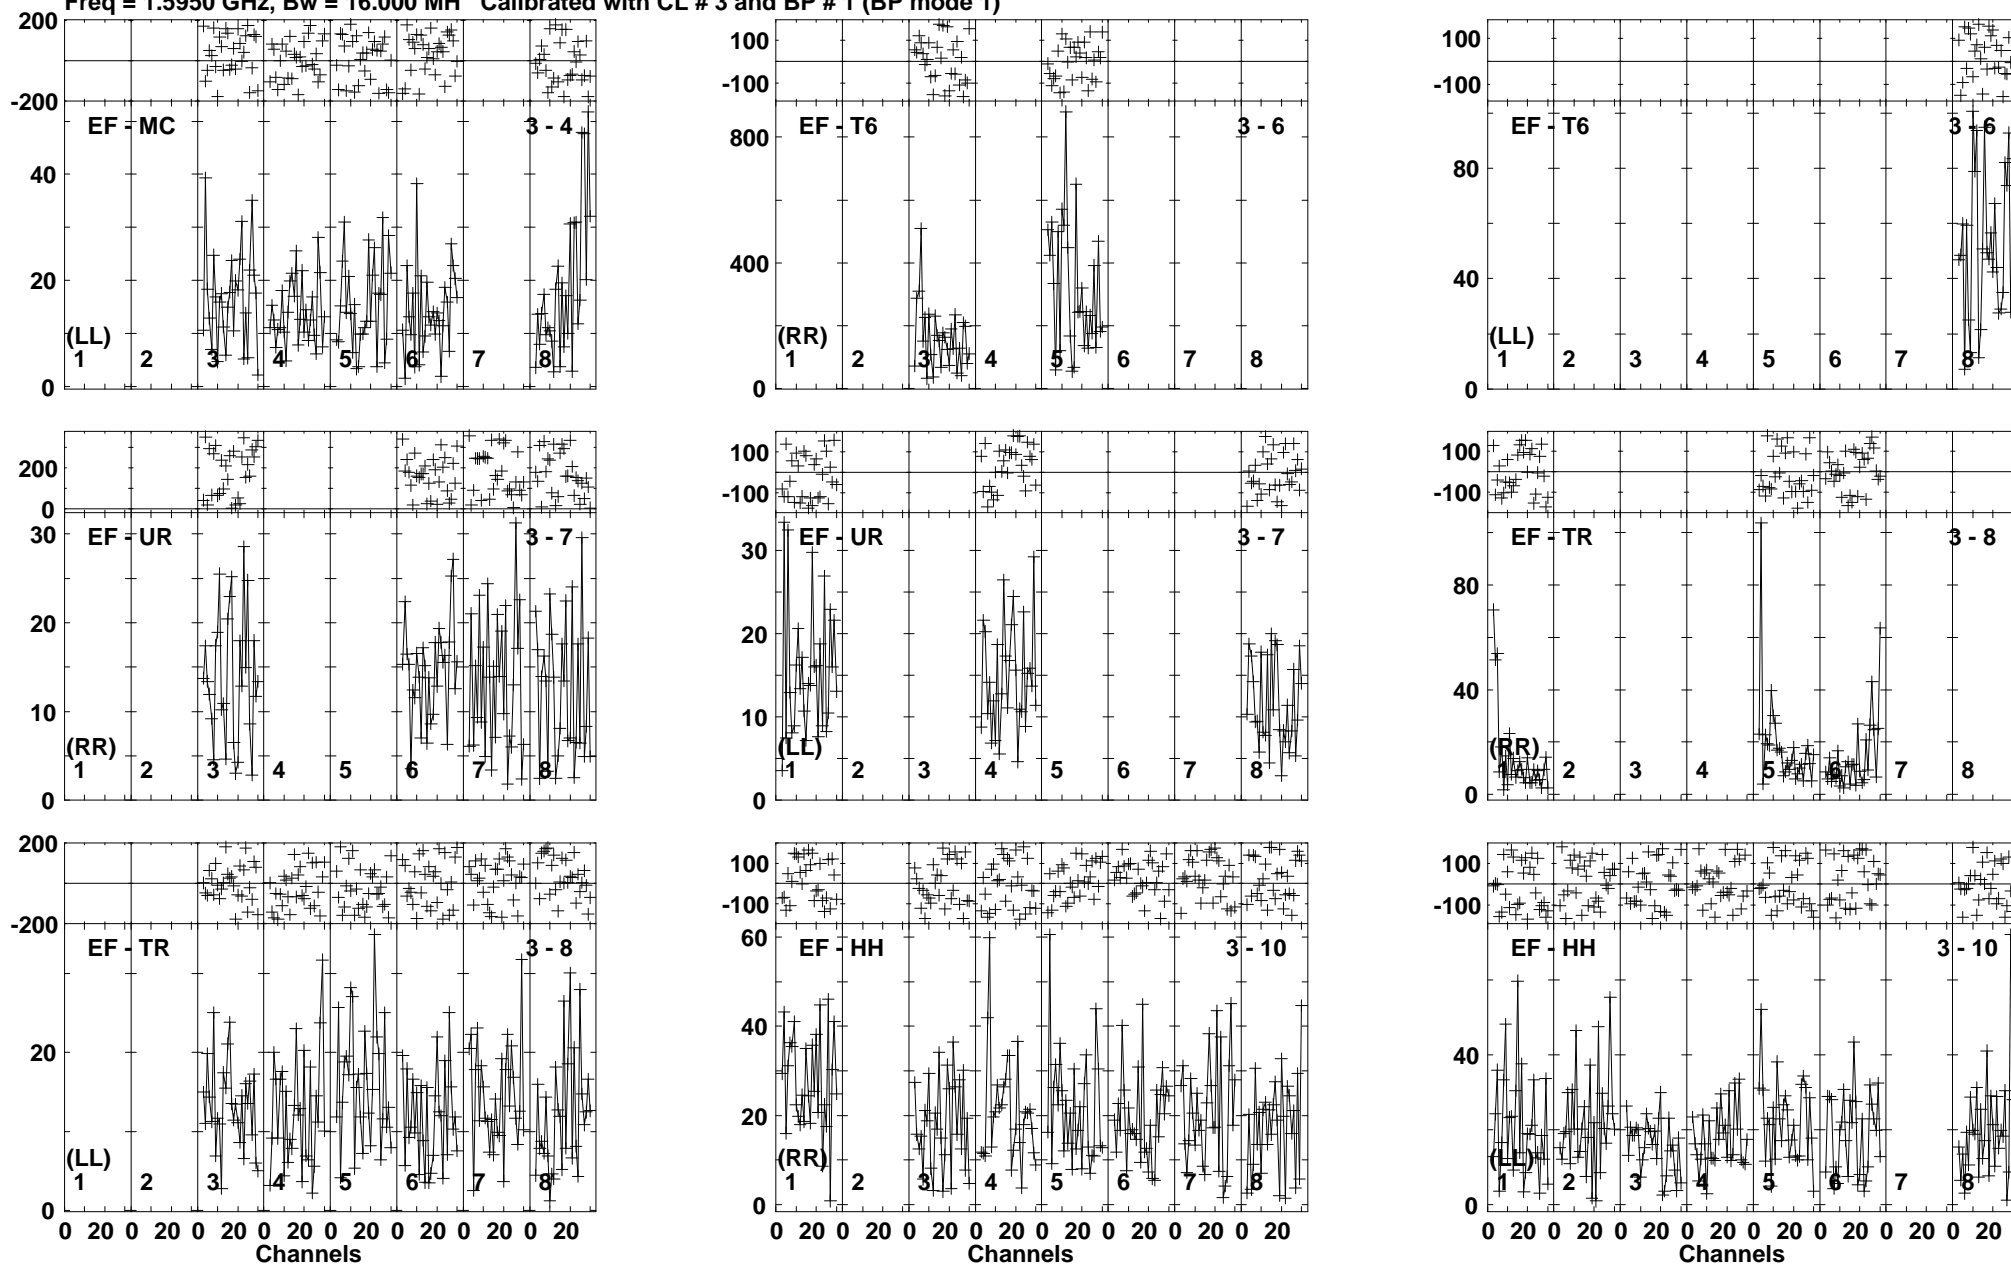 Freq = 1.5950 GHz, Bw = 16.000 MH Calibrated with CL # 3 and BP # 1 (BP mode 1)
200
-200
EF - MC 3 - 4
40
20
0
(LL)
1 2 3 4 5 6 7 8
100
-100
EF - T6 3 - 6
800
400
0
(RR)
1 2 3 4 5 6 7 8
100
-100
EF - T6 3 - 6
80
40
0
(LL)
1 2 3 4 5 6 7 8
200
0
EF - UR 3 - 7
30
20
10
0
(RR)
1 2 3 4 5 6 7 8
100
-100
EF - UR 3 - 7
30
20
10
0
(LL)
1 2 3 4 5 6 7 8
100
-100
EF - TR 3 - 8
80
40
0
(RR)
1 2 3 4 5 6 7 8
200
-200
EF - TR 3 - 8
20
0
(LL)
1 2 3 4 5 6 7 8
0 20 0 20 0 20 0 20 0 20 0 20 0 20 0 20
Channels
100
-100
EF - HH 3 - 10
60
40
20
0
(RR)
1 2 3 4 5 6 7 8
0 20 0 20 0 20 0 20 0 20 0 20 0 20 0 20
Channels
100
-100
EF - HH 3 - 10
40
0
(LL)
1 2 3 4 5 6 7 8
0 20 0 20 0 20 0 20 0 20 0 20 0 20 0 20
Channels